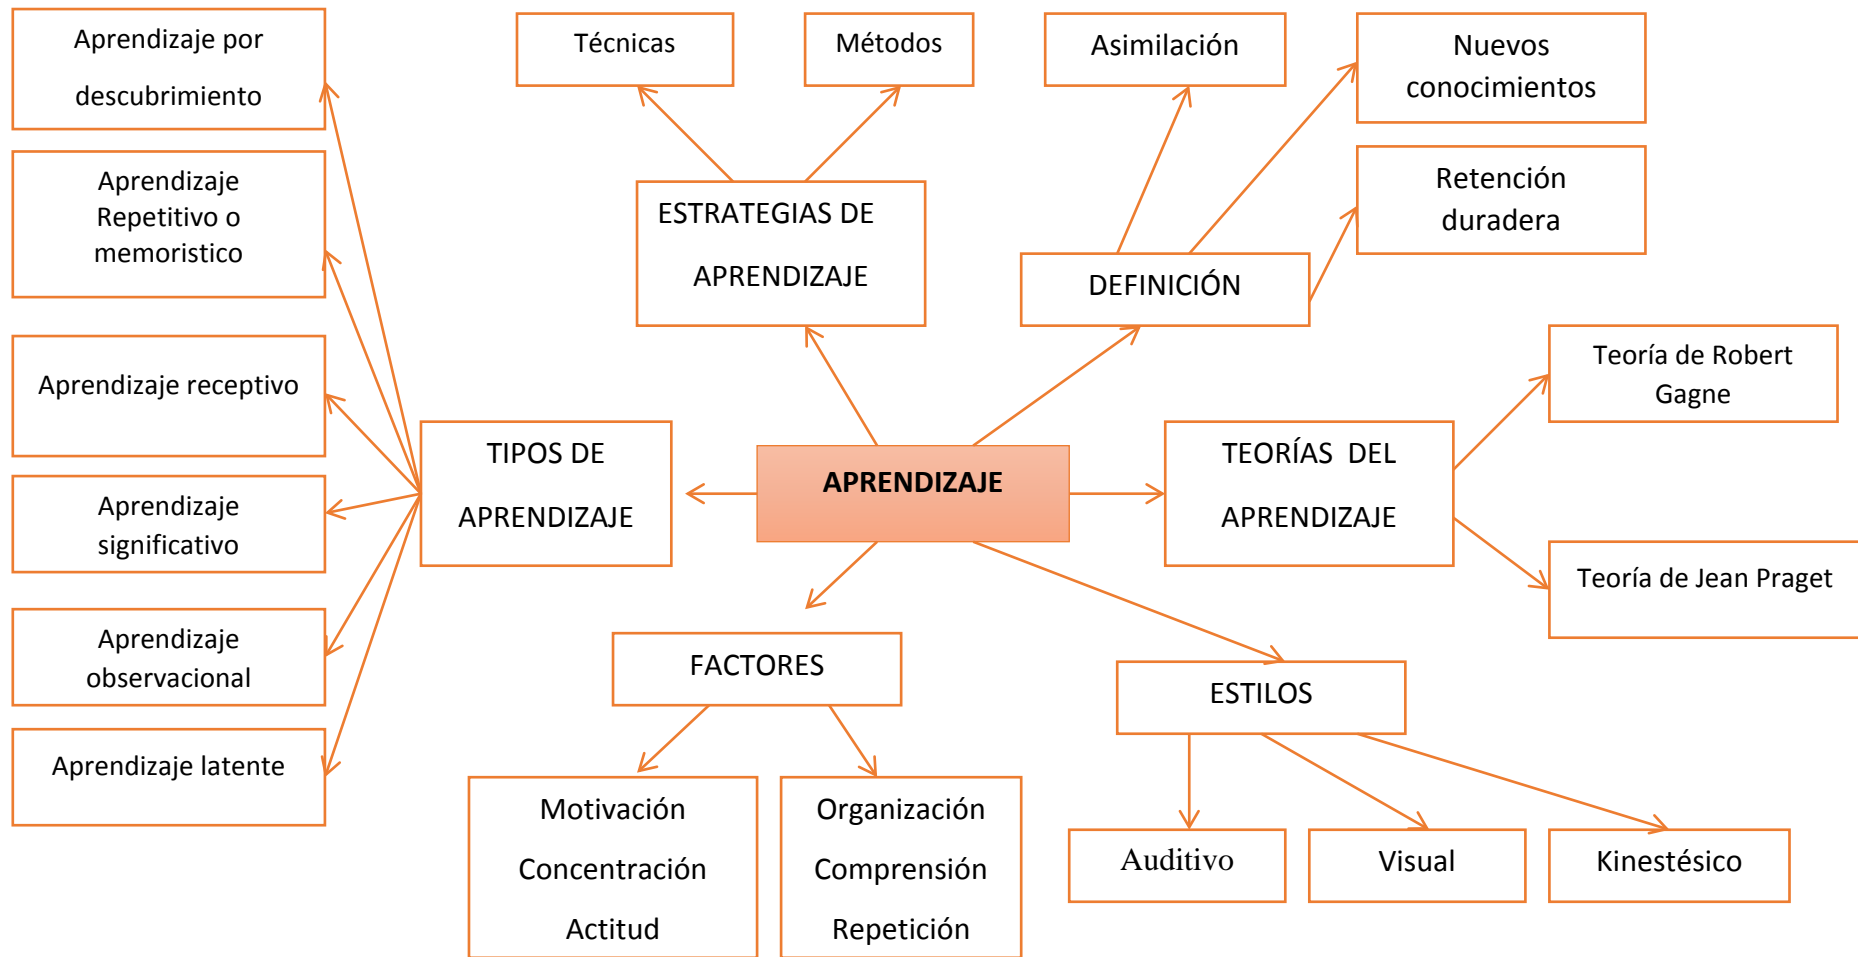 Aprendizaje por
descubrimiento
Aprendizaje
Repetitivo o
memoristico
Aprendizaje receptivo
Aprendizaje
significativo
Aprendizaje
observacional
Aprendizaje latente
Técnicas
Métodos
ESTRATEGIAS DE
APRENDIZAJE
Asimilación
Nuevos
conocimientos
Retención
duradera
DEFINICIÓN
TIPOS DE
APRENDIZAJE
APRENDIZAJE
TEORÍAS DEL
APRENDIZAJE
Teoría de Robert
Gagne
Teoría de Jean Praget
FACTORES
Motivación
Concentración
Actitud
Organización
Comprensión
Repetición
ESTILOS
Auditivo
Visual
Kinestésico